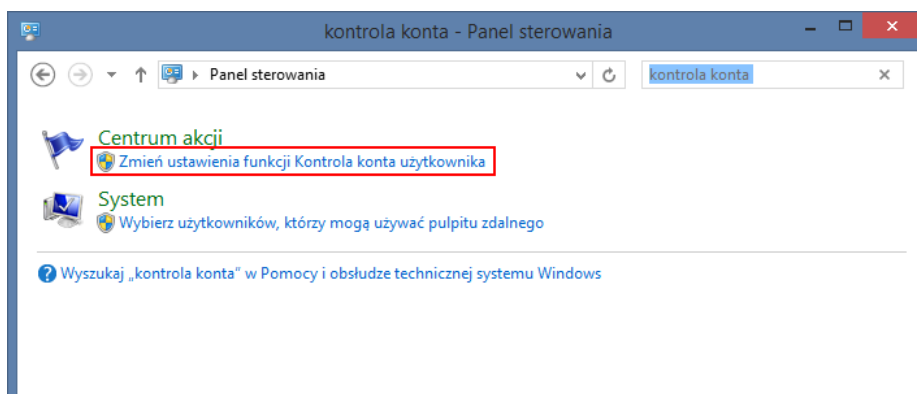 kontrola konta - Panel sterowania
Panel sterowania
kontrola konta
Centrum akcji
Zmień ustawienia funkcji Kontrola konta użytkownika
System
Wybierz użytkowników, którzy mogą używać pulpitu zdalnego
Wyszukaj „kontrola konta” w Pomocy i obsłudze technicznej systemu Windows